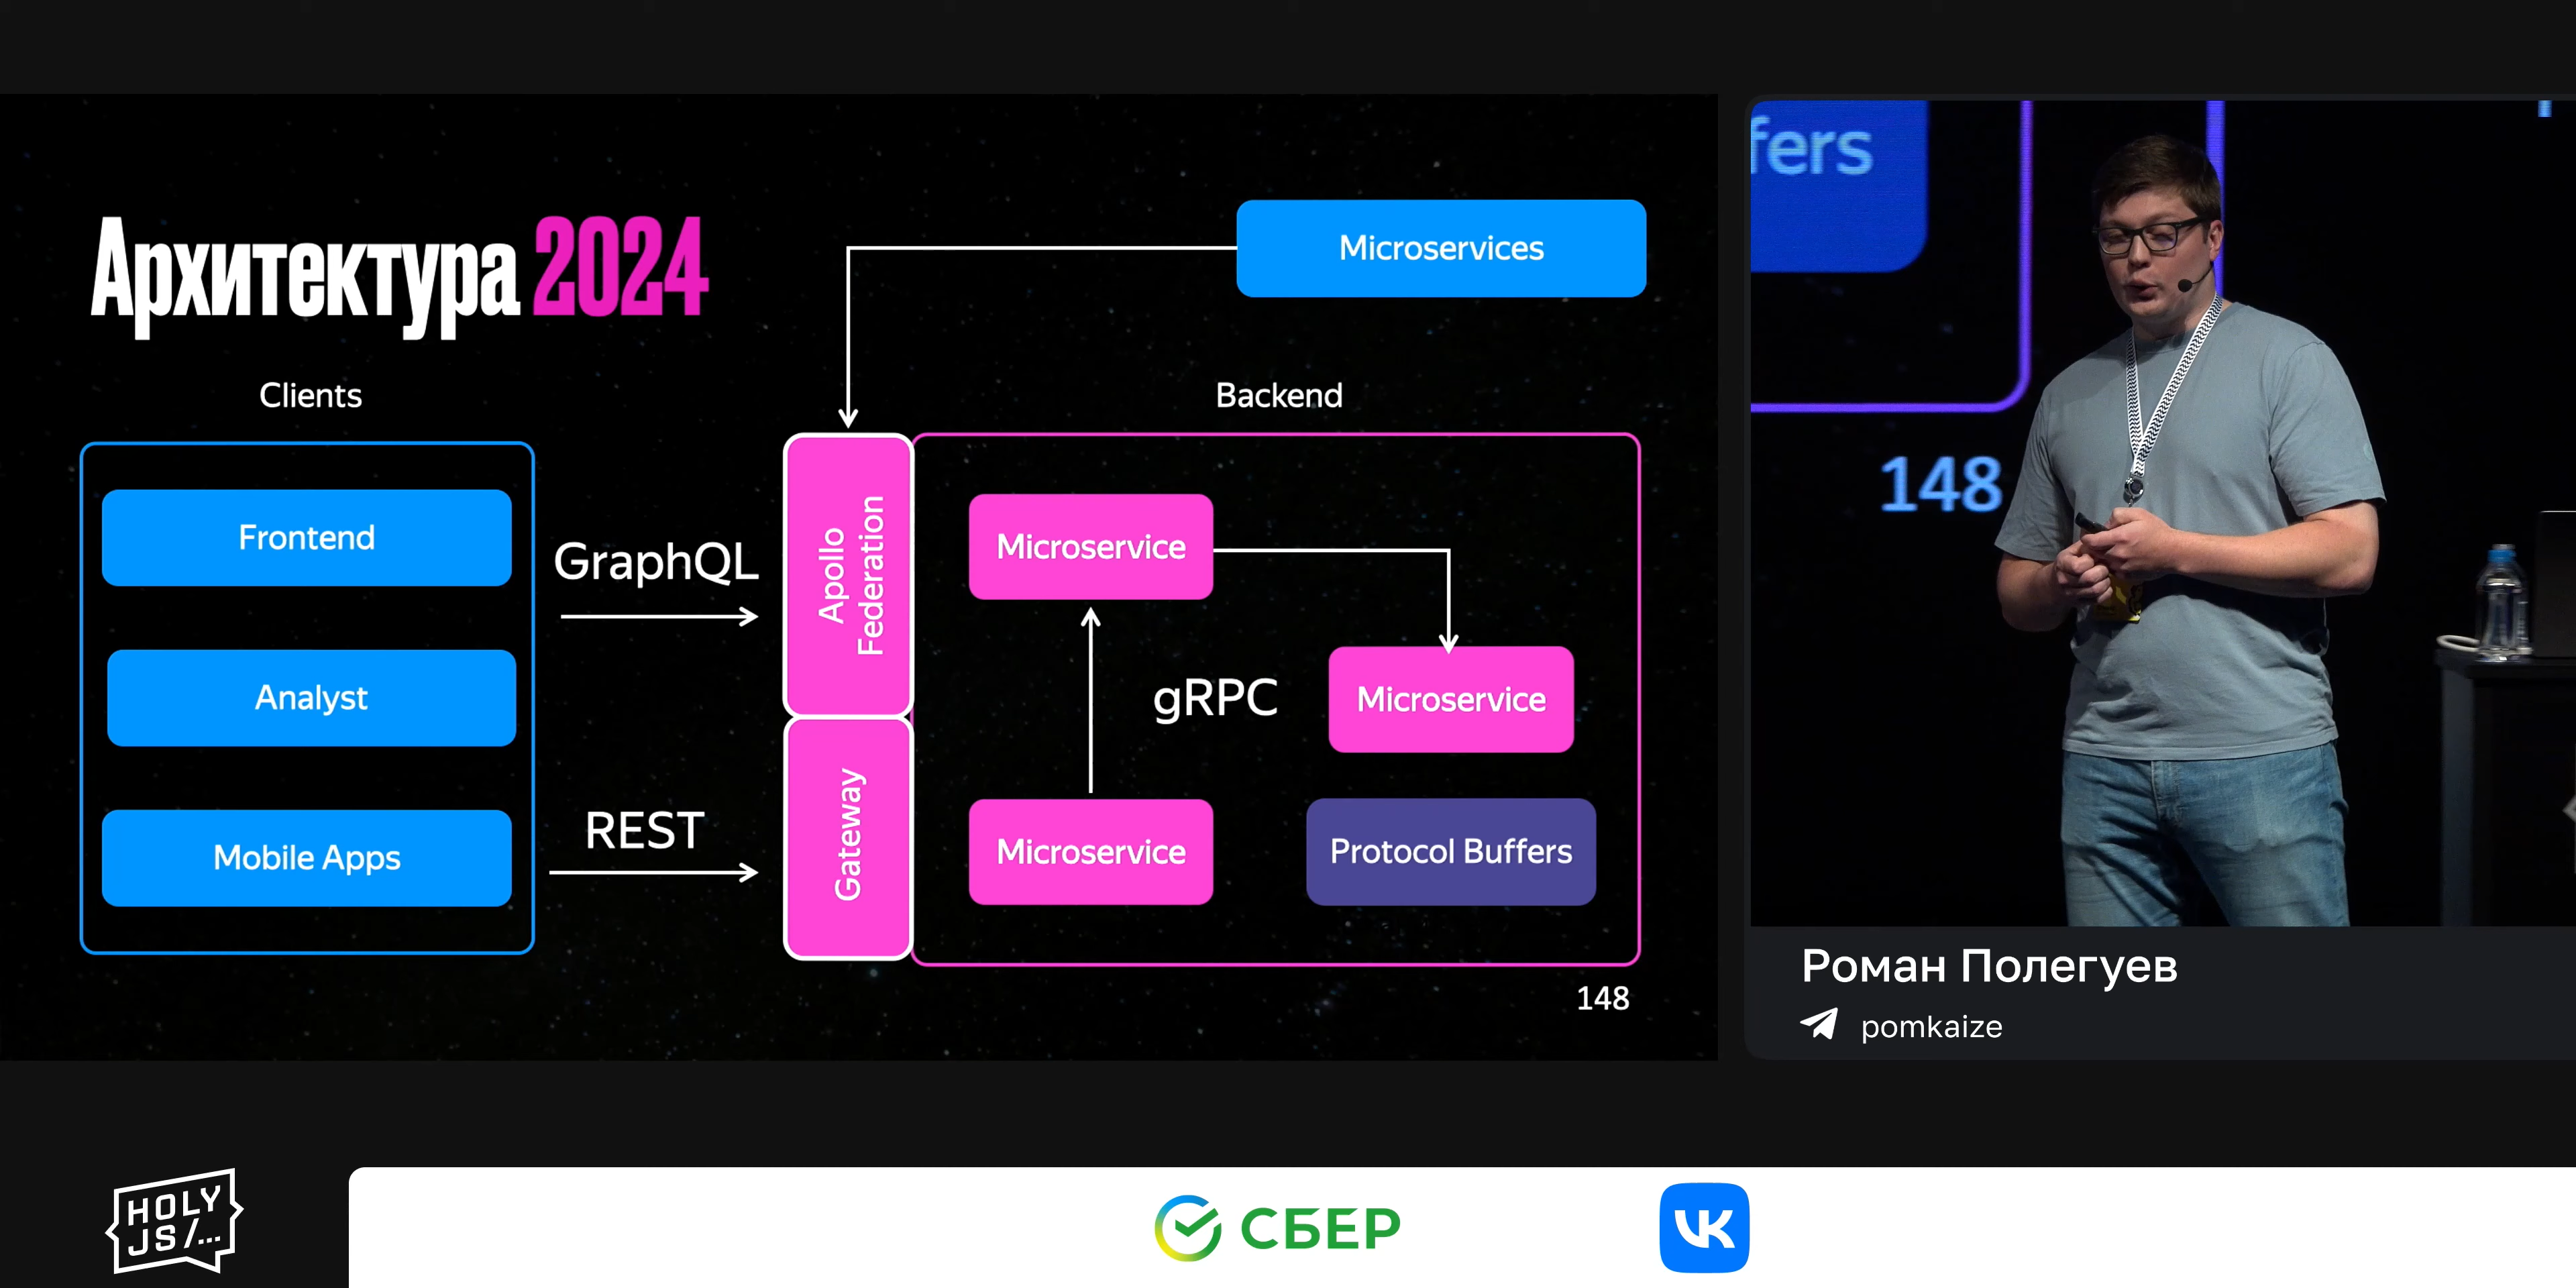 Архитектура 2024
Microservices
Clients
Backend
Frontend
Analyst
Mobile Apps
GraphQL
REST
Apollo
Federation
Gateway
Microservice
gRPC
Microservice
Microservice
Protocol Buffers
148
fers
148
Роман Полегуев
pomkaize
HOLY
JS/...
СБЕР
VK